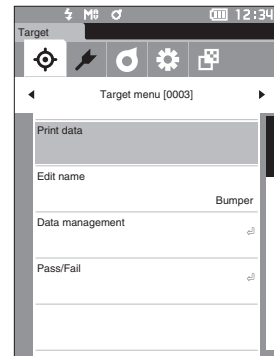 12:34
Target
Target menu [0003]
Print data
Edit name
Bumper
Data management
Pass/Fail